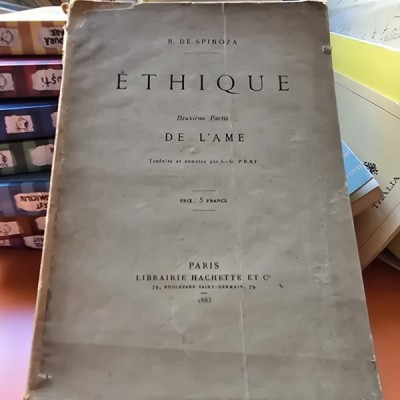 B. DE SPINOZA
ÉTHIQUE
Deuxième Partie
DE L'AME
Traduite et annotée par J.-G. PRAT
PRIX : 5 FRANCS
PARIS
LIBRAIRIE HACHETTE ET Cie
79, BOULEVARD SAINT-GERMAIN, 79
1883